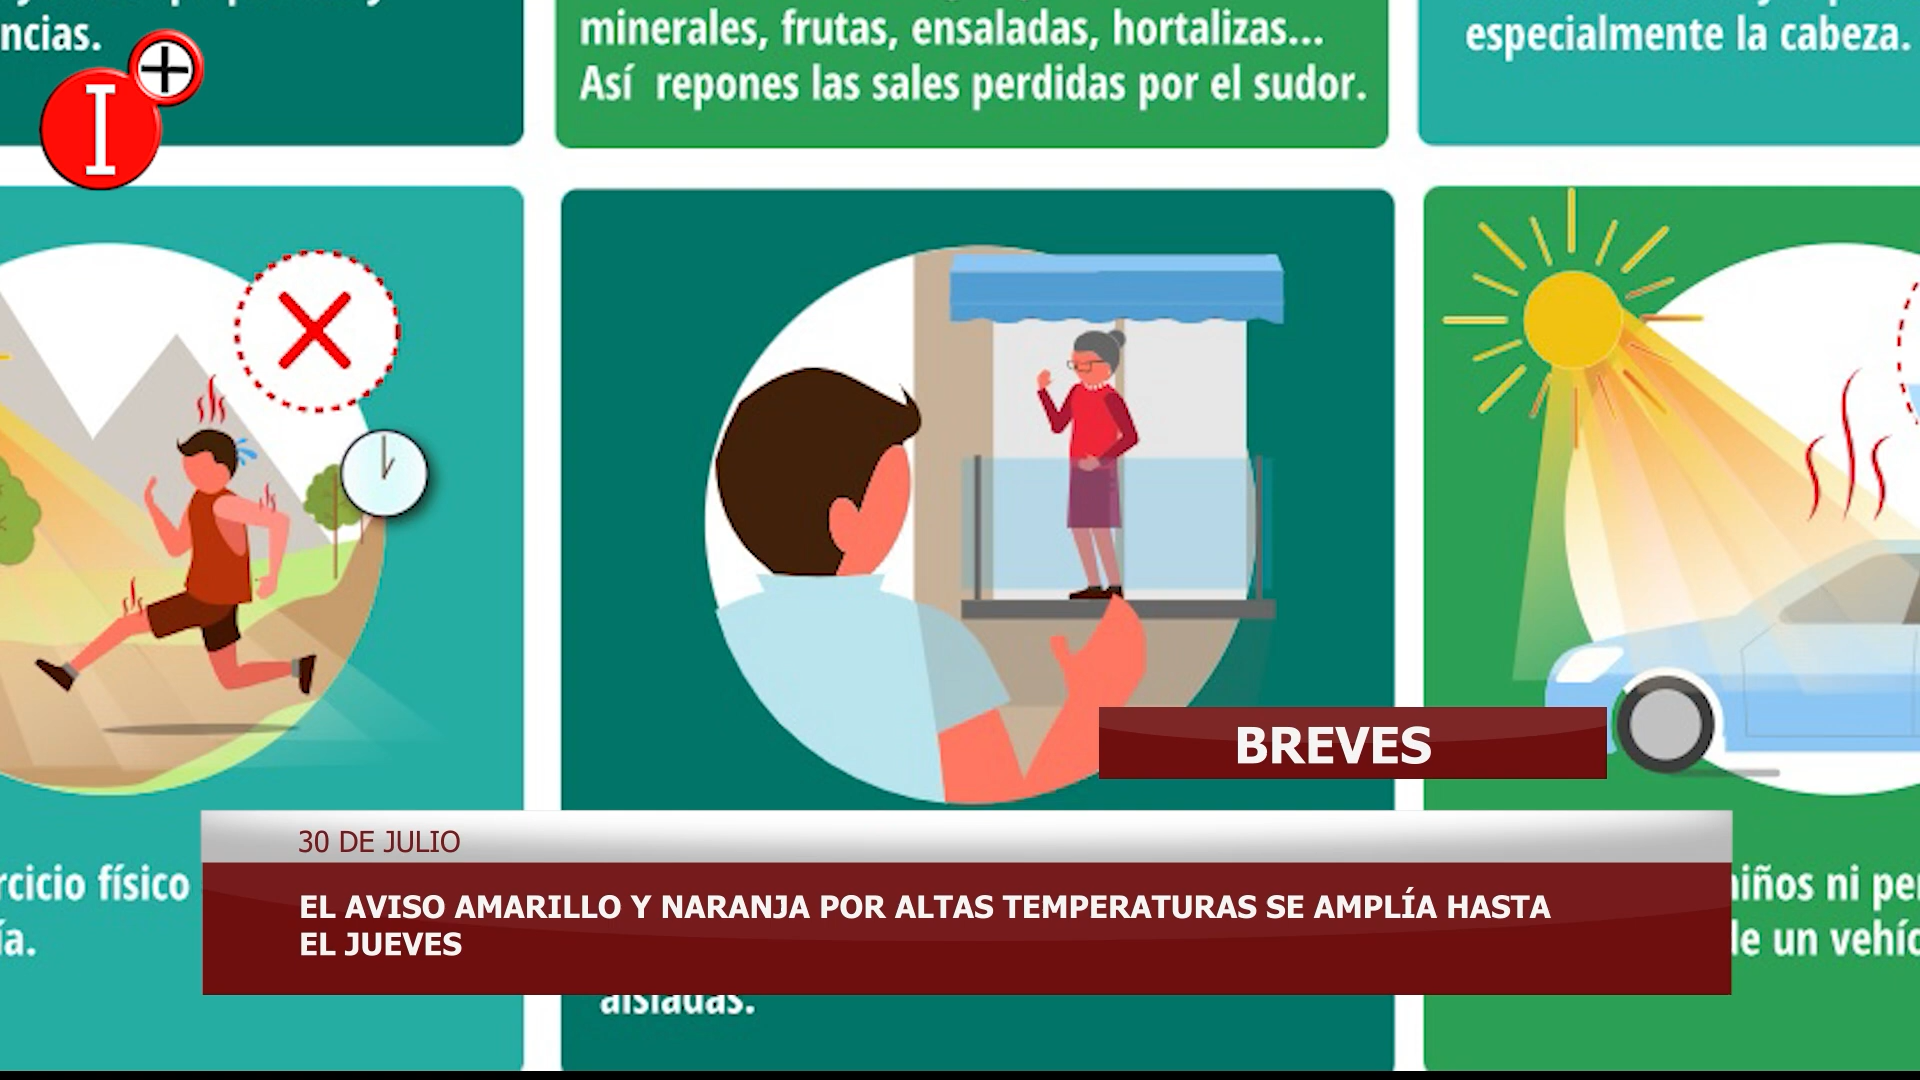 ncias.
minerales, frutas, ensaladas, hortalizas...
Así repones las sales perdidas por el sudor.
especialmente la cabeza.
I
BREVES
30 DE JULIO
EL AVISO AMARILLO Y NARANJA POR ALTAS TEMPERATURAS SE AMPLÍA HASTA
EL JUEVES
rcicio físico
ía.
niños ni per
de un vehíc
aisladas.